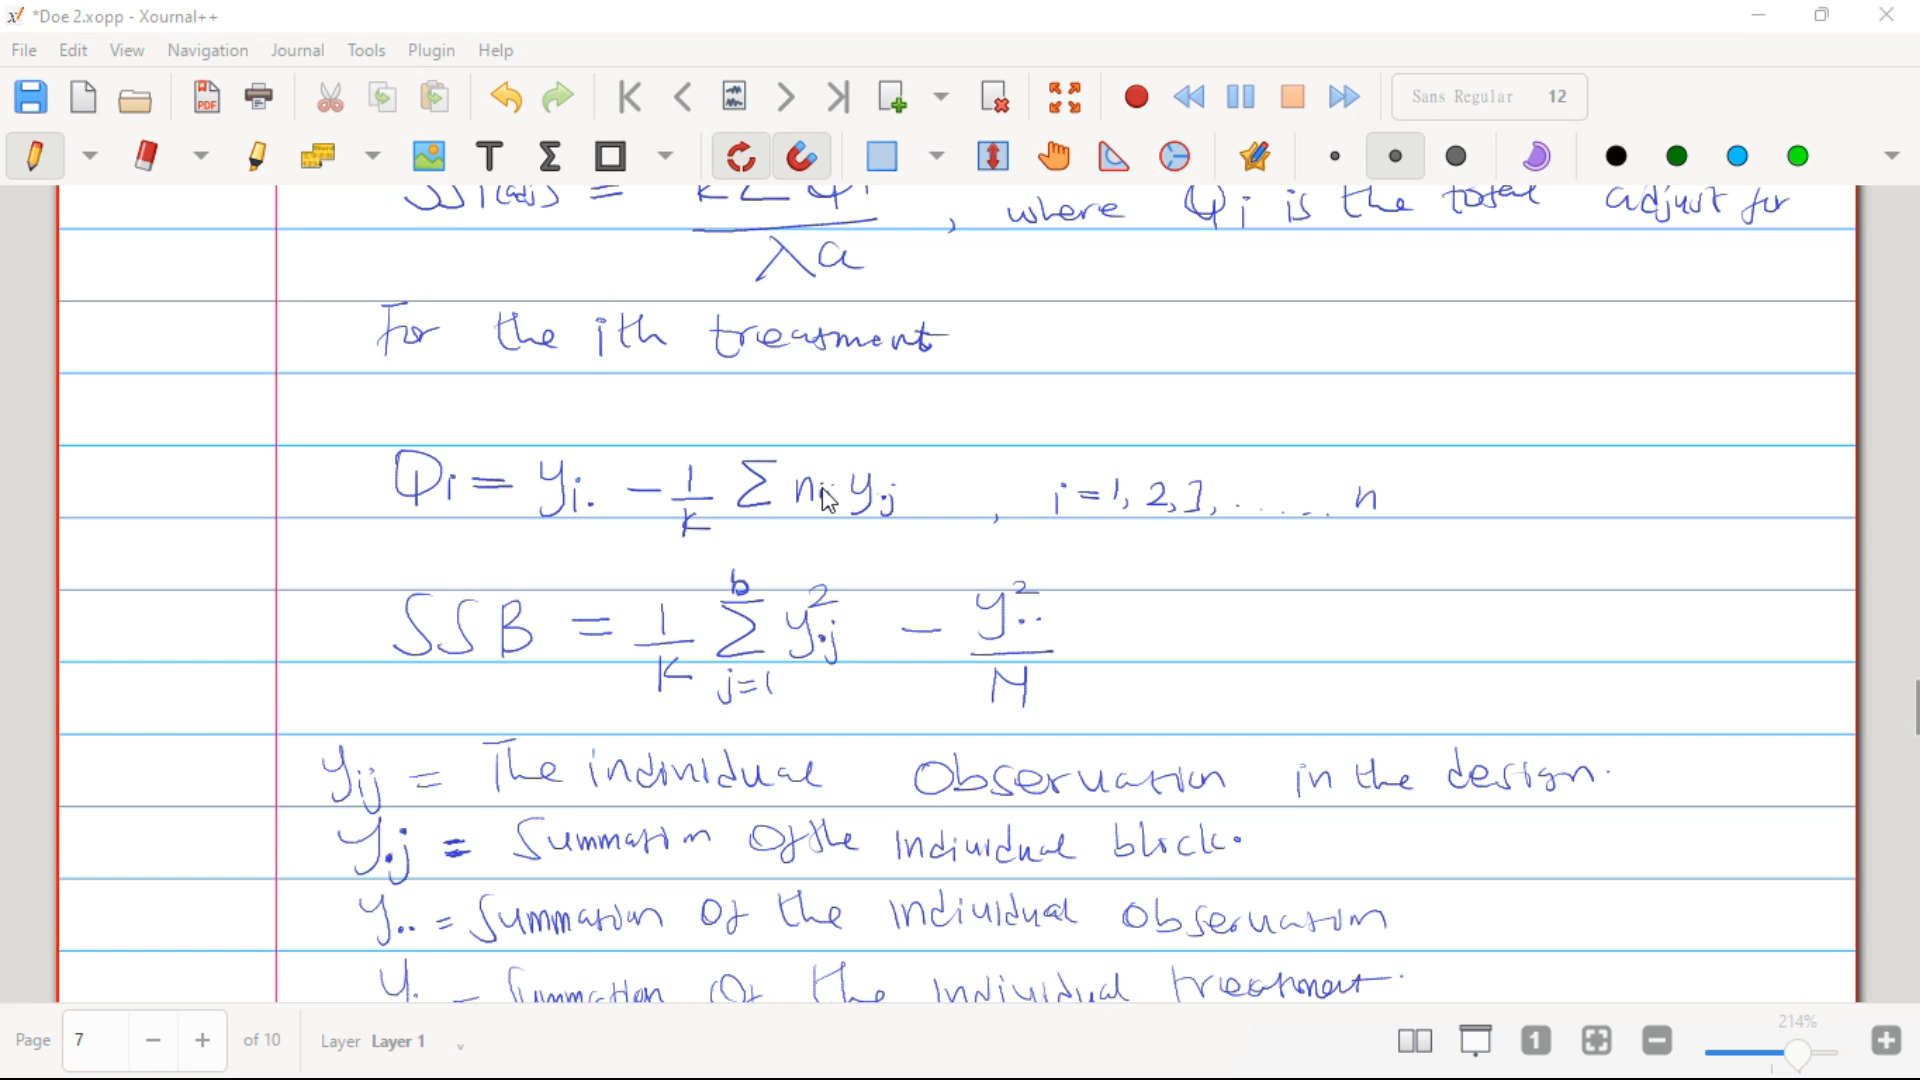 *Doe 2.xopp - Xournal++
File Edit View Navigation Journal Tools Plugin Help
Sans Regular 12
SST(adj) = k Σ Qi² / λa , where Qi is the total adjust for
For the ith treatment
Qi = yi. - 1/k Σ nij y.j , i = 1, 2, 3, ...... n
SSB = 1/k Σ_{j=1}^{b} y.j² - y..² / N
yij = The individual Observation in the design.
y.j = Summation Of the individual block.
y.. = Summation Of the individual observation
yi. = Summation Of the individual treatment.
Page 7 of 10 Layer Layer 1
214%